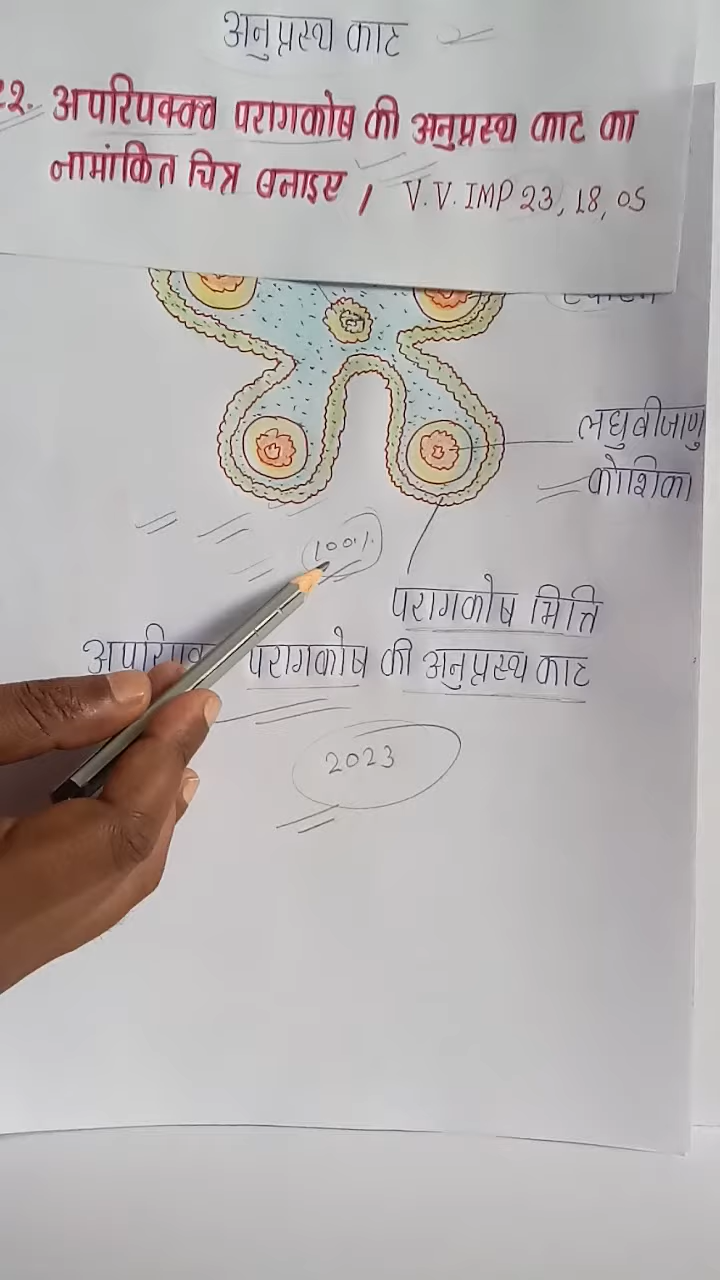 अनुप्रस्थ काट
22. अपरिपक्क्व परागकोष की अनुप्रस्थ काट का
नामांकित चित्र बनाइए । V.V. IMP 23, 18, 05
लघुबीजाणु
कोशिका
100%
परागकोष भित्ति
परागकोष की अनुप्रस्थ काट
2023